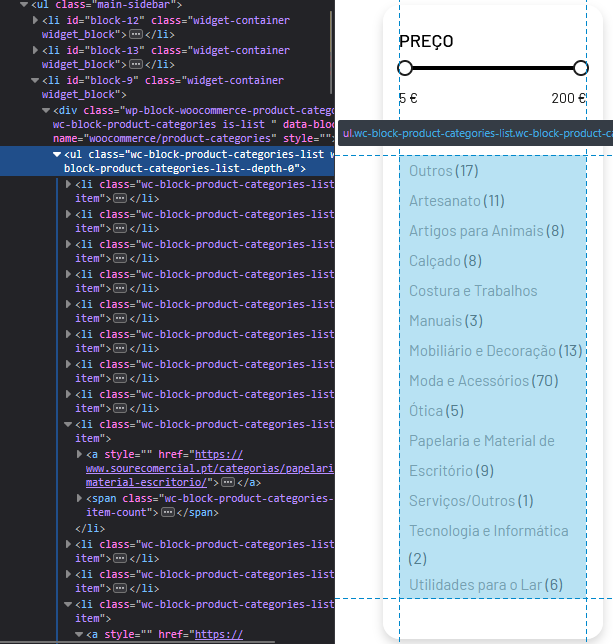 <ul class="main-sidebar">
<li id="block-12" class="widget-container
widget_block"> </li>
<li id="block-13" class="widget-container
widget_block"> </li>
<li id="block-9" class="widget-container
widget_block">
<div class="wp-block-woocommerce-product-catego
wc-block-product-categories is-list " data-bloc
name="woocommerce/product-categories" style="">
<ul class="wc-block-product-categories-list w
block-product-categories-list--depth-0">
<li class="wc-block-product-categories-list
item"> </li>
<li class="wc-block-product-categories-list
item"> </li>
<li class="wc-block-product-categories-list
item"> </li>
<li class="wc-block-product-categories-list
item"> </li>
<li class="wc-block-product-categories-list
item"> </li>
<li class="wc-block-product-categories-list
item"> </li>
<li class="wc-block-product-categories-list
item"> </li>
<li class="wc-block-product-categories-list
item"> </li>
<li class="wc-block-product-categories-list
item">
<a style="" href="https://
www.sourecomercial.pt/categorias/papelari
material-escritorio/"> </a>
<span class="wc-block-product-categories-
item-count"> </span>
</li>
<li class="wc-block-product-categories-list
item"> </li>
<li class="wc-block-product-categories-list
item"> </li>
<li class="wc-block-product-categories-list
item">
<a style="" href="https://
PREÇO
5 €
200 €
ul.wc-block-product-categories-list.wc-block-product-ca
Outros (17)
Artesanato (11)
Artigos para Animais (8)
Calçado (8)
Costura e Trabalhos
Manuais (3)
Mobiliário e Decoração (13)
Moda e Acessórios (70)
Ótica (5)
Papelaria e Material de
Escritório (9)
Serviços/Outros (1)
Tecnologia e Informática
(2)
Utilidades para o Lar (6)